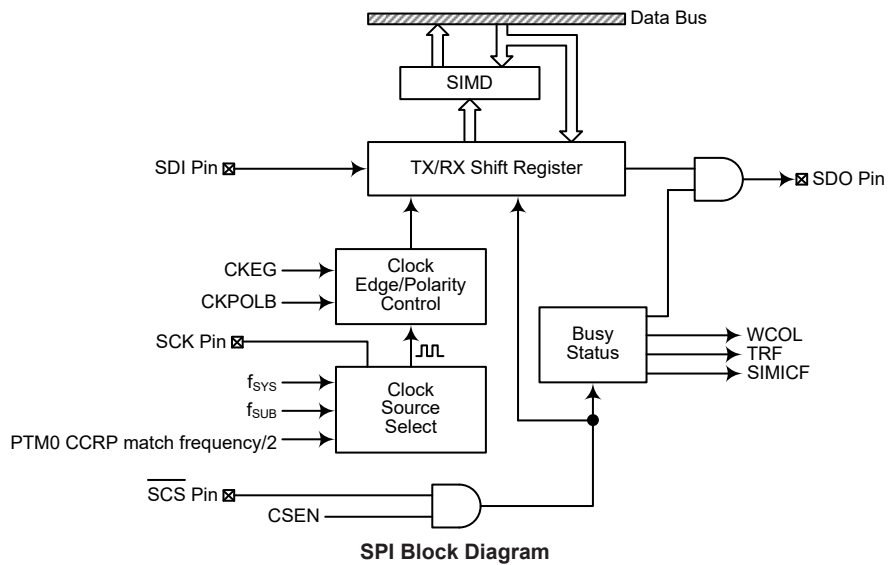 Data Bus
SIMD
SDI Pin
TX/RX Shift Register
SDO Pin
CKEG
CKPOLB
Clock
Edge/Polarity
Control
SCK Pin
Busy
Status
WCOL
TRF
SIMICF
fSYS
fSUB
PTM0 CCRP match frequency/2
Clock
Source
Select
SCS Pin
CSEN
SPI Block Diagram